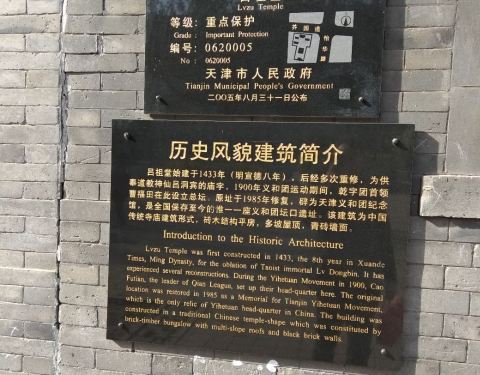 Lvzu Temple
等级: 重点保护
Grade: Important Protection
编号: 0620005
No: 0620005
天津市人民政府
Tianjin Municipal People's Government
二〇〇五年八月三十一日公布
芥园道
怡华路
历史风貌建筑简介
吕祖堂始建于1433年（明宣德八年），后经多次重修，为供
奉道教神仙吕洞宾的庙宇。1900年义和团运动期间，乾字团首领
曹福田在此设立总坛。原址于1985年修复，辟为天津义和团纪念
馆，是全国保存至今的惟一一座义和团坛口遗址。该建筑为中国
传统寺庙建筑形式，砖木结构平房，多坡屋顶，青砖墙面。
Introduction to the Historic Architecture
Lvzu Temple was first constructed in 1433, the 8th year in Xuande
Times, Ming Dynasty, for the oblation of Taoist immortal Lv Dongbin. It has
experienced several reconstructions. During the Yihetuan Movement in 1900, Cao
Futian, the leader of Qian League, set up their head-quarter here. The original
location was restored in 1985 as a Memorial for Tianjin Yihetuan Movement,
which is the only relic of Yihetuan head-quarter in China. The building was
constructed in a traditional Chinese temple-shape which was constituted by
brick-timber bungalow with multi-slope roofs and black brick walls.